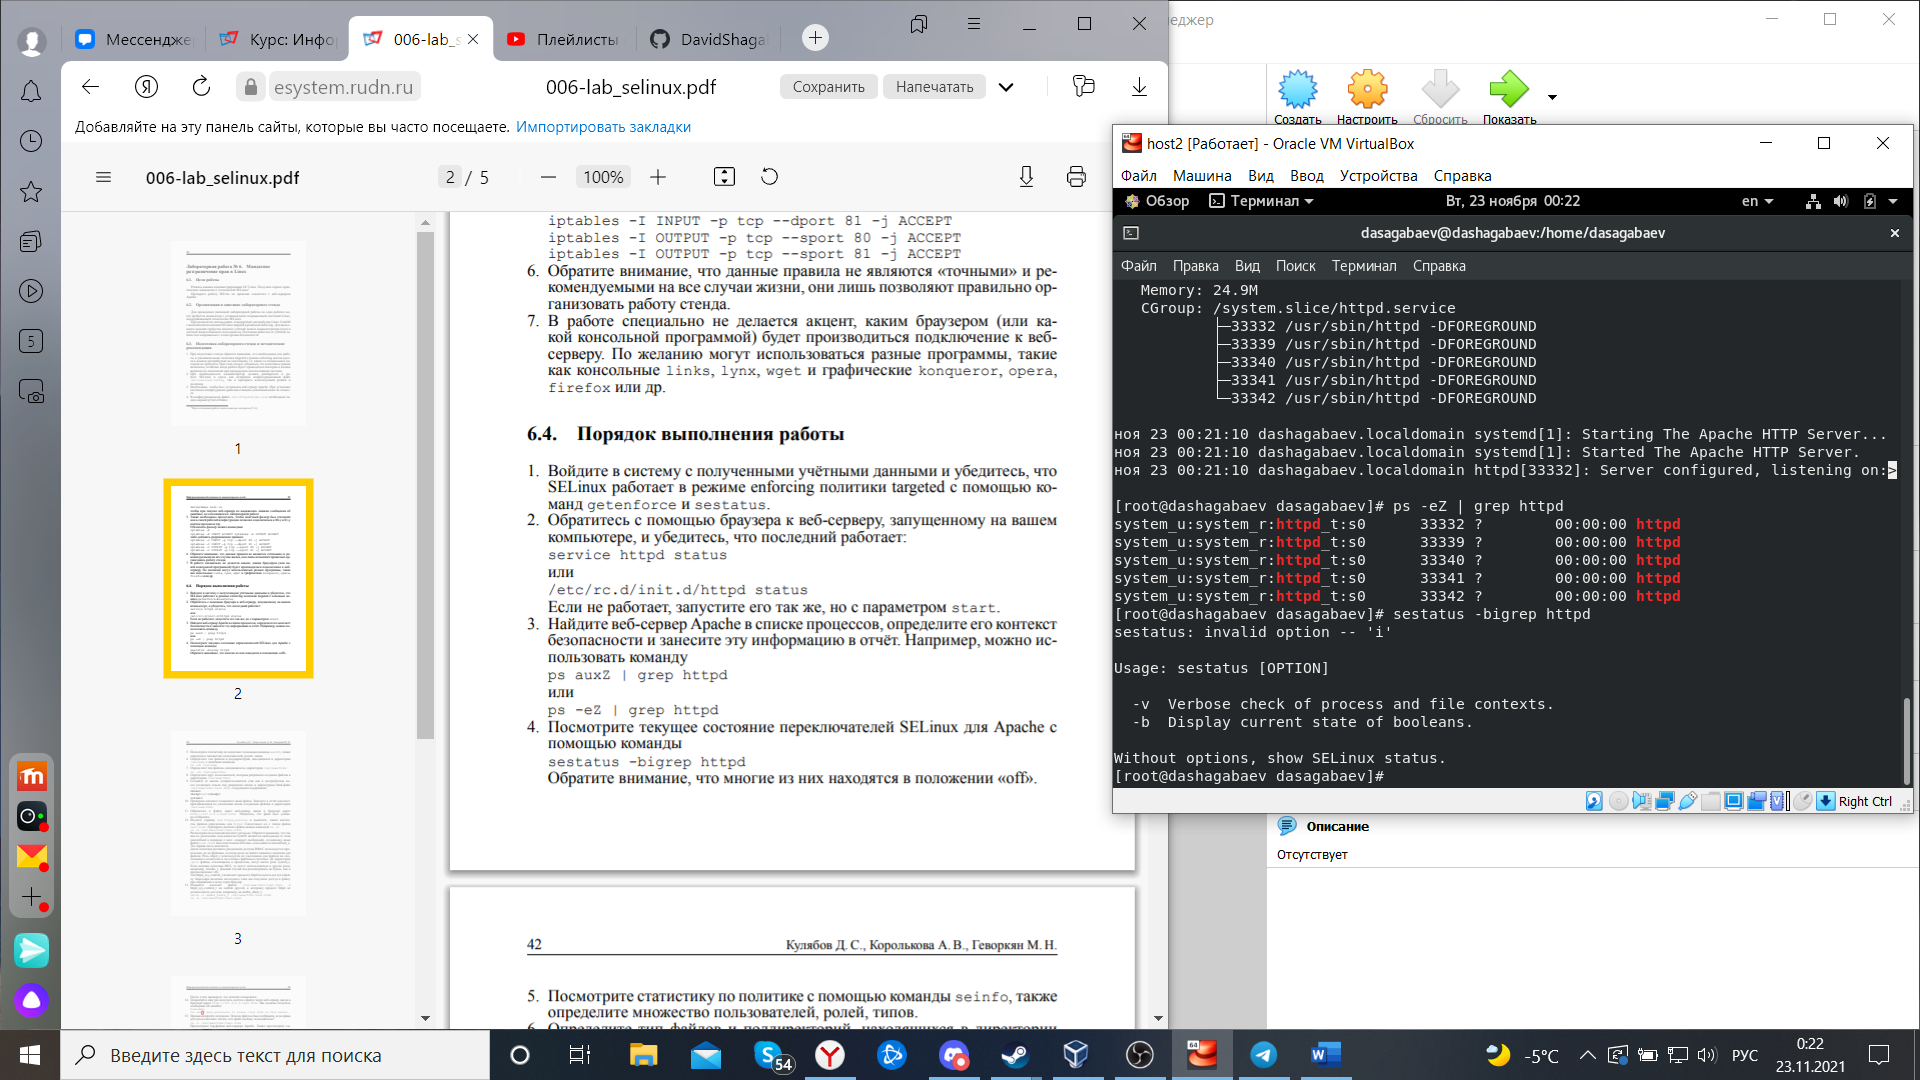 Мессендже
Курс: Инфо
006-lab_s
Плейлисты
DavidShaga
еджер
esystem.rudn.ru
006-lab_selinux.pdf
Сохранить
Напечатать
Добавляйте на эту панель сайты, которые вы часто посещаете. Импортировать закладки
Создать
Настроить
Сбросить
Показать
006-lab_selinux.pdf
2 / 5
100%
5
1
2
3
iptables -I INPUT -p tcp --dport 81 -j ACCEPT
iptables -I OUTPUT -p tcp --sport 80 -j ACCEPT
iptables -I OUTPUT -p tcp --sport 81 -j ACCEPT
6. Обратите внимание, что данные правила не являются «точными» и ре-
комендуемыми на все случаи жизни, они лишь позволяют правильно ор-
ганизовать работу стенда.
7. В работе специально не делается акцент, каким браузером (или ка-
кой консольной программой) будет производиться подключение к веб-
серверу. По желанию могут использоваться разные программы, такие
как консольные links, lynx, wget и графические konqueror, opera,
firefox или др.
6.4. Порядок выполнения работы
1. Войдите в систему с полученными учётными данными и убедитесь, что
SELinux работает в режиме enforcing политики targeted с помощью ко-
манд getenforce и sestatus.
2. Обратитесь с помощью браузера к веб-серверу, запущенному на вашем
компьютере, и убедитесь, что последний работает:
service httpd status
или
/etc/rc.d/init.d/httpd status
Если не работает, запустите его так же, но с параметром start.
3. Найдите веб-сервер Apache в списке процессов, определите его контекст
безопасности и занесите эту информацию в отчёт. Например, можно ис-
пользовать команду
ps auxZ | grep httpd
или
ps -eZ | grep httpd
4. Посмотрите текущее состояние переключателей SELinux для Apache с
помощью команды
sestatus -bigrep httpd
Обратите внимание, что многие из них находятся в положении «off».
42
Кулябов Д. С., Королькова А. В., Геворкян М. Н.
5. Посмотрите статистику по политике с помощью команды seinfo, также
определите множество пользователей, ролей, типов.
6. Определите тип файлов и поддиректорий, находящихся в директории
host2 [Работает] - Oracle VM VirtualBox
Файл Машина Вид Ввод Устройства Справка
Обзор
Терминал
Вт, 23 ноября 00:22
en
dasagabaev@dashagabaev:/home/dasagabaev
Файл Правка Вид Поиск Терминал Справка
Memory: 24.9M
CGroup: /system.slice/httpd.service
├─33332 /usr/sbin/httpd -DFOREGROUND
├─33339 /usr/sbin/httpd -DFOREGROUND
├─33340 /usr/sbin/httpd -DFOREGROUND
├─33341 /usr/sbin/httpd -DFOREGROUND
└─33342 /usr/sbin/httpd -DFOREGROUND
ноя 23 00:21:10 dashagabaev.localdomain systemd[1]: Starting The Apache HTTP Server...
ноя 23 00:21:10 dashagabaev.localdomain systemd[1]: Started The Apache HTTP Server.
ноя 23 00:21:10 dashagabaev.localdomain httpd[33332]: Server configured, listening on:>
[root@dashagabaev dasagabaev]# ps -eZ | grep httpd
system_u:system_r:httpd_t:s0 33332 ? 00:00:00 httpd
system_u:system_r:httpd_t:s0 33339 ? 00:00:00 httpd
system_u:system_r:httpd_t:s0 33340 ? 00:00:00 httpd
system_u:system_r:httpd_t:s0 33341 ? 00:00:00 httpd
system_u:system_r:httpd_t:s0 33342 ? 00:00:00 httpd
[root@dashagabaev dasagabaev]# sestatus -bigrep httpd
sestatus: invalid option -- 'i'
Usage: sestatus [OPTION]
-v Verbose check of process and file contexts.
-b Display current state of booleans.
Without options, show SELinux status.
[root@dashagabaev dasagabaev]#
Right Ctrl
Описание
Отсутствует
Введите здесь текст для поиска
54
-5°C
РУС
0:22
23.11.2021